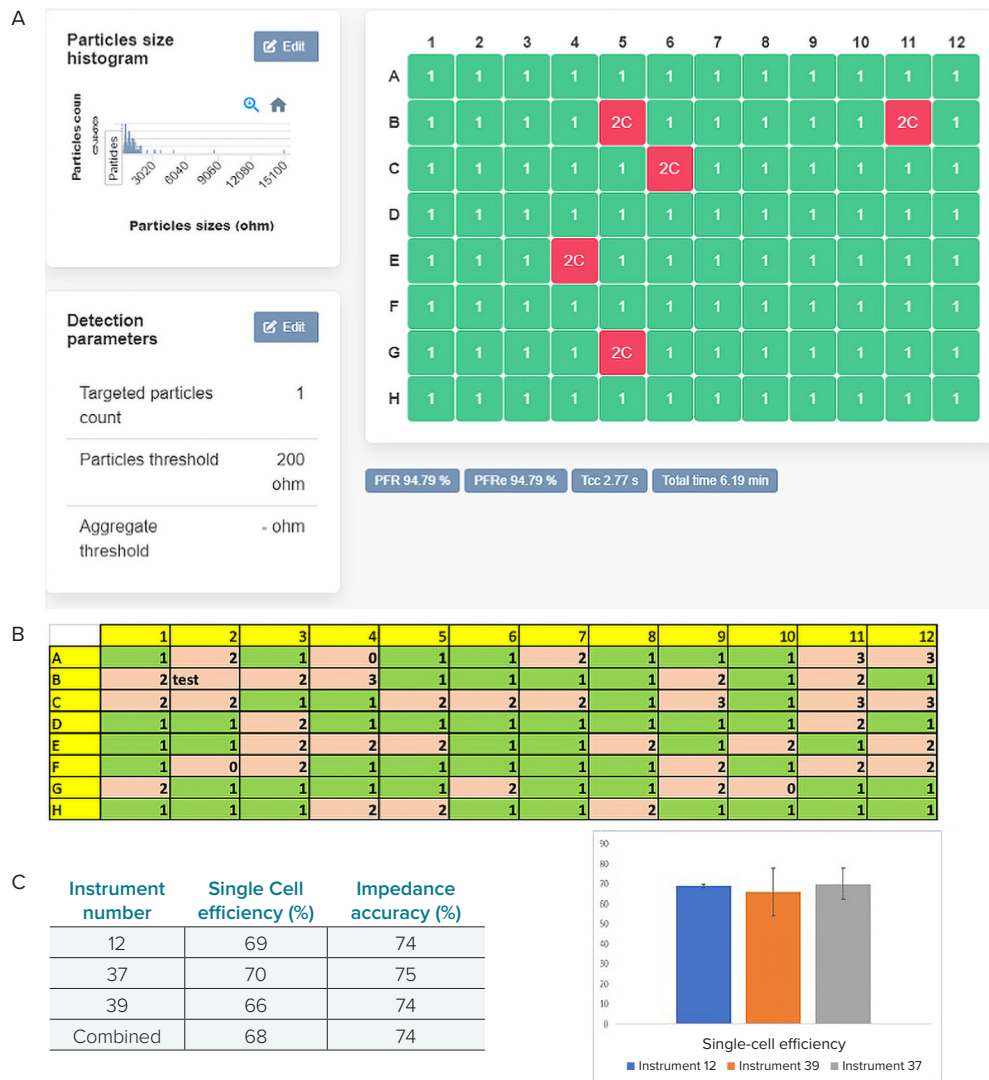 A
Particles size
histogram
Edit
Particles coun
Particles
3020
6040
9060
12080
15100
Particles sizes (ohm)
Detection
parameters
Edit
Targeted particles 1
count
Particles threshold 200
ohm
Aggregate - ohm
threshold
1 2 3 4 5 6 7 8 9 10 11 12
A 1 1 1 1 1 1 1 1 1 1 1 1
B 1 1 1 1 2C 1 1 1 1 1 2C 1
C 1 1 1 1 1 2C 1 1 1 1 1 1
D 1 1 1 1 1 1 1 1 1 1 1 1
E 1 1 1 2C 1 1 1 1 1 1 1 1
F 1 1 1 1 1 1 1 1 1 1 1 1
G 1 1 1 1 2C 1 1 1 1 1 1 1
H 1 1 1 1 1 1 1 1 1 1 1 1
PFR 94.79 % PFRe 94.79 % Tcc 2.77 s Total time 6.19 min
B
1 2 3 4 5 6 7 8 9 10 11 12
A 1 2 1 0 1 1 2 1 1 1 3 3
B 2 test 2 3 1 1 1 1 2 1 2 1
C 2 2 1 1 2 2 2 1 3 1 3 3
D 1 1 2 1 1 1 1 1 1 1 2 1
E 1 1 2 2 2 1 1 2 1 2 1 2
F 1 0 2 1 1 1 1 1 2 1 2 2
G 2 1 1 1 1 2 1 1 2 0 1 1
H 1 1 1 2 2 1 1 2 1 1 1 1
C
Instrument Single Cell Impedance
number efficiency (%) accuracy (%)
12 69 74
37 70 75
39 66 74
Combined 68 74
90
80
70
60
50
40
30
20
10
0
Single-cell efficiency
Instrument 12 Instrument 39 Instrument 37